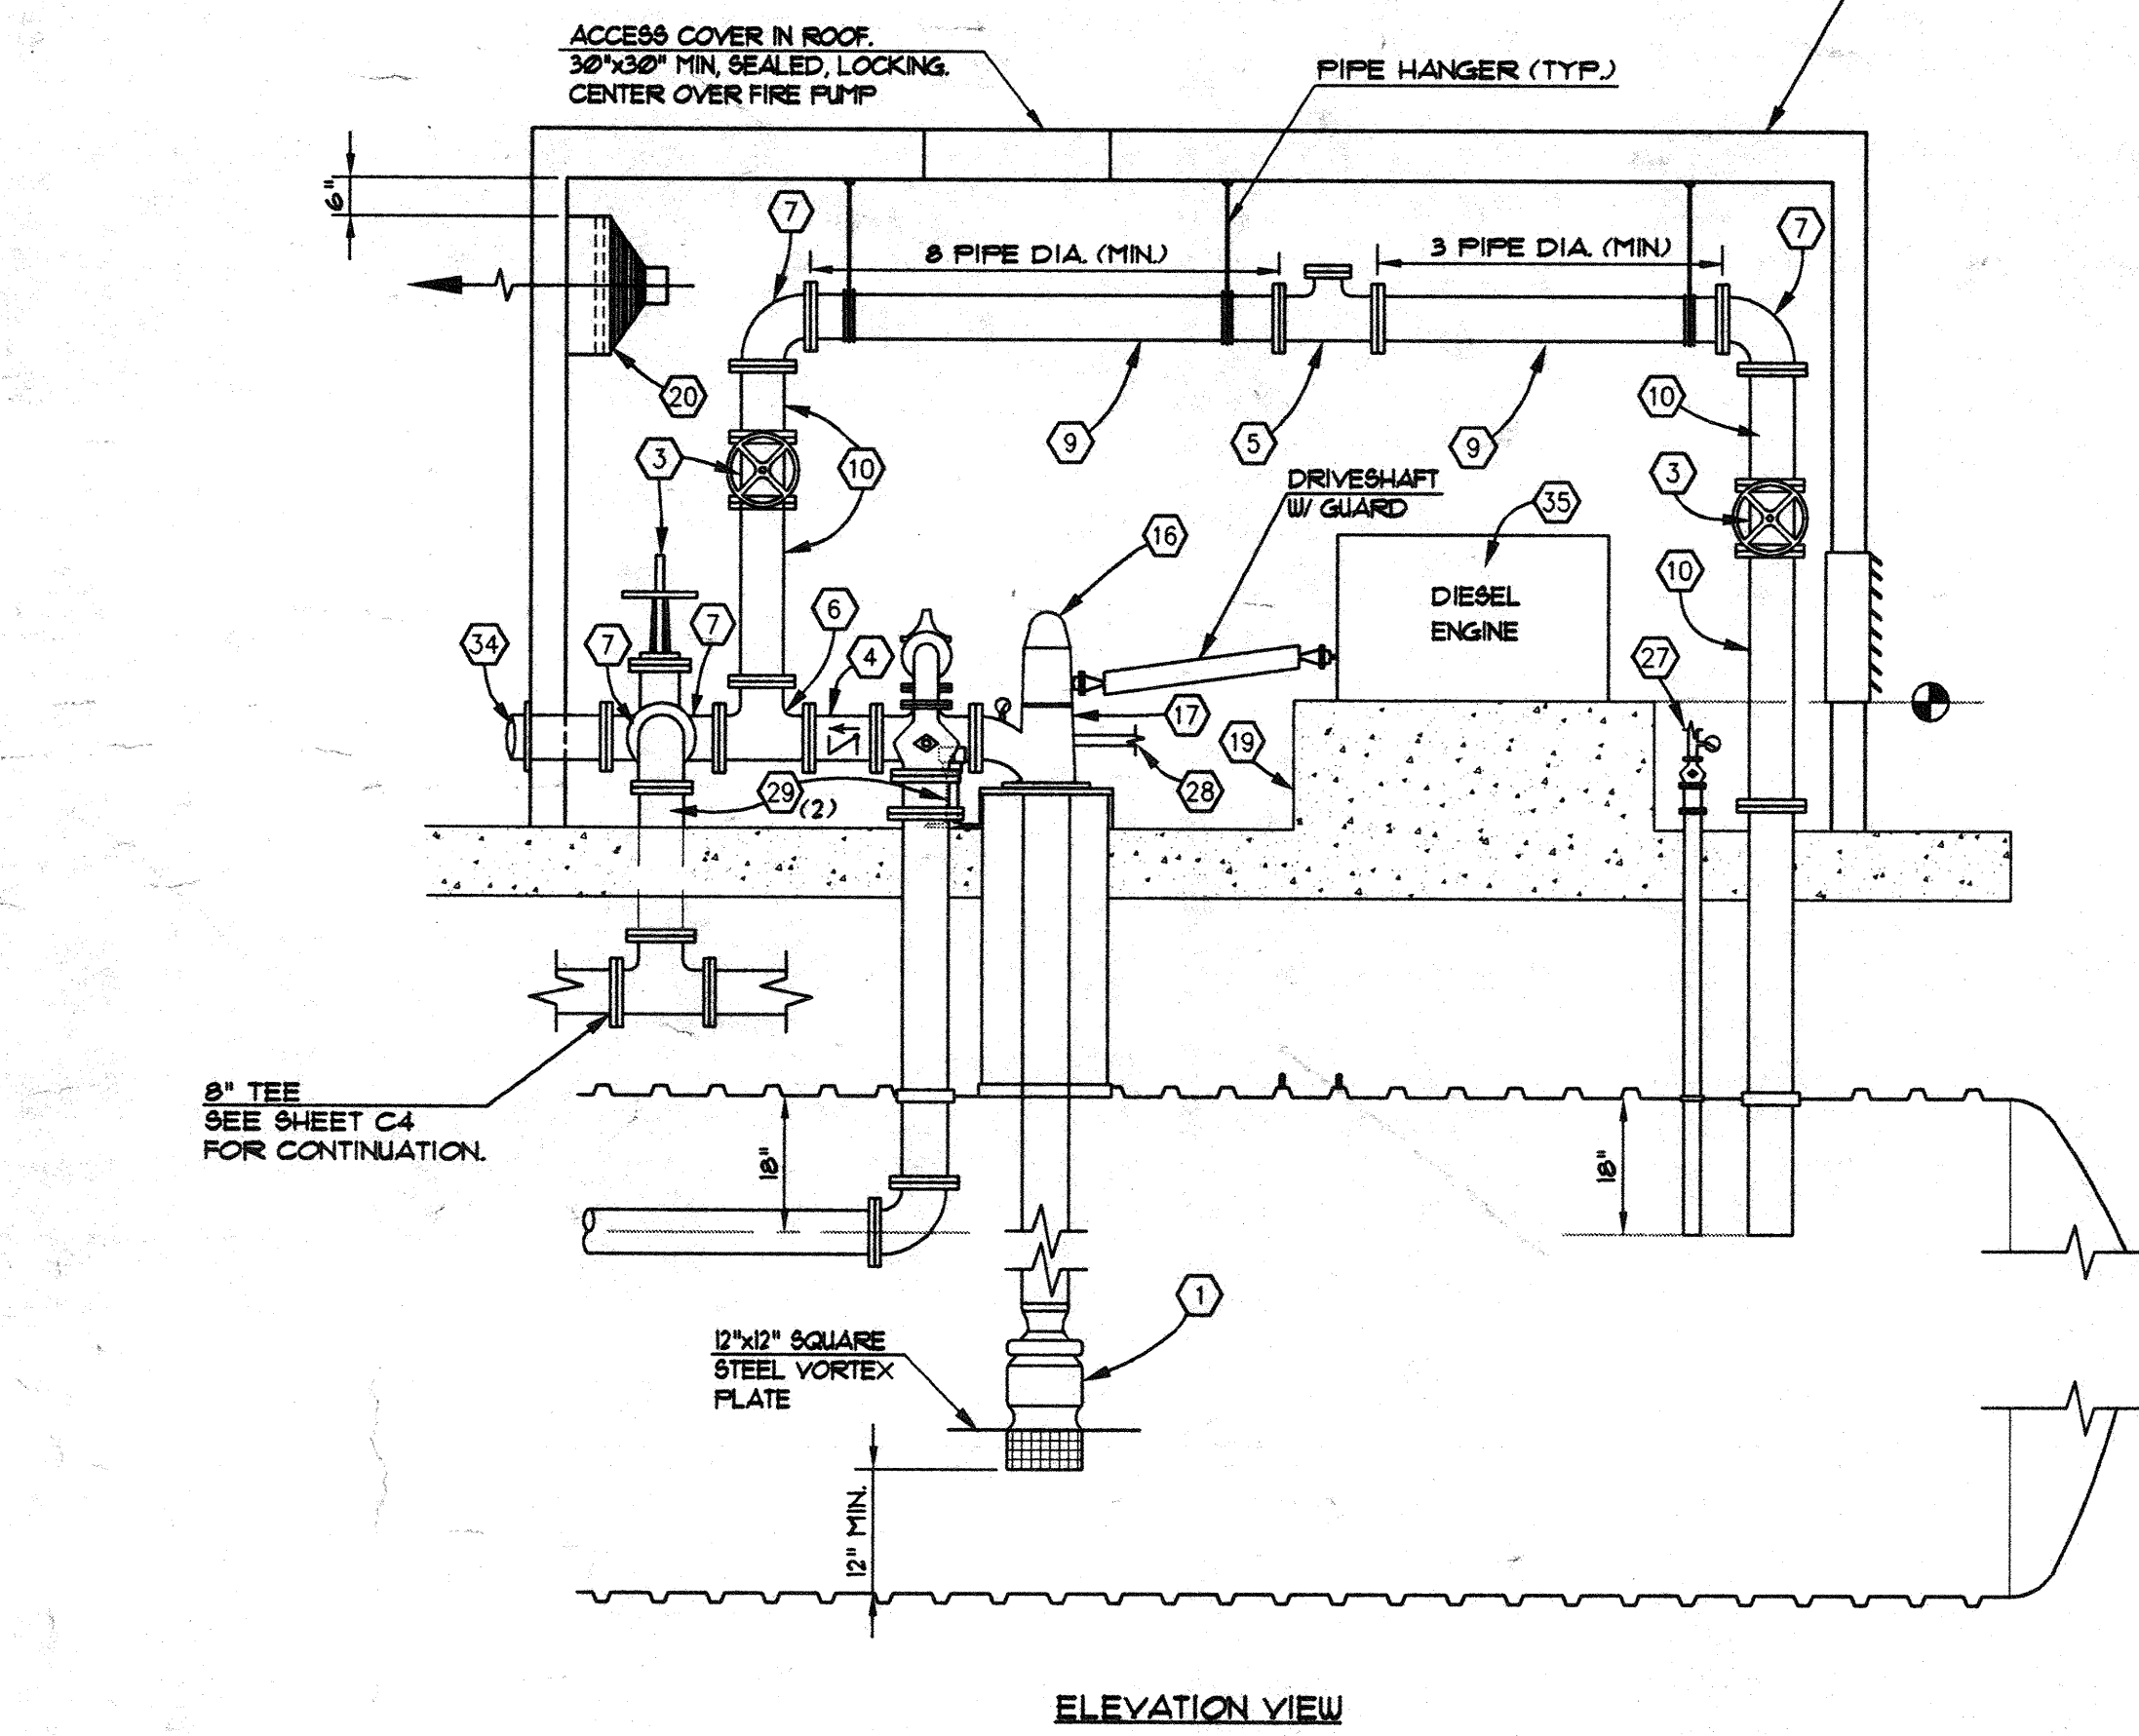 ACCESS COVER IN ROOF.
30"x30" MIN, SEALED, LOCKING.
CENTER OVER FIRE PUMP
PIPE HANGER (TYP.)
6"
7
8 PIPE DIA. (MIN.)
3 PIPE DIA. (MIN.)
7
20
9
5
9
10
3
10
DRIVESHAFT
W/ GUARD
35
3
16
DIESEL
ENGINE
10
34
7
7
6
4
27
17
19
29
(2)
28
8" TEE
SEE SHEET C4
FOR CONTINUATION.
18"
18"
1
12"x12" SQUARE
STEEL VORTEX
PLATE
12" MIN.
ELEVATION VIEW